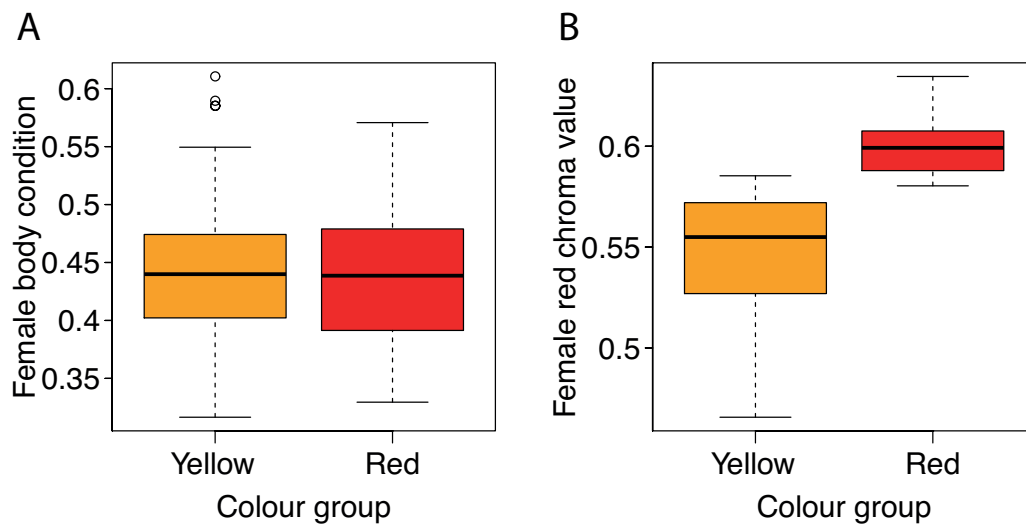 A
Female body condition
0.6
0.55
0.5
0.45
0.4
0.35
Yellow Red
Colour group
B
Female red chroma value
0.6
0.55
0.5
Yellow Red
Colour group